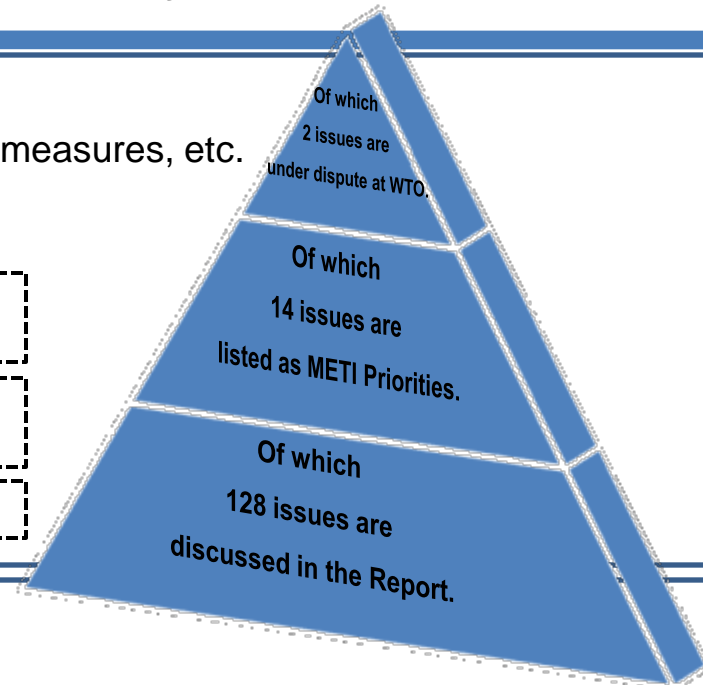 Of which
2 issues are
under dispute at WTO.
measures, etc.
Of which
14 issues are
listed as METI Priorities.
Of which
128 issues are
discussed in the Report.